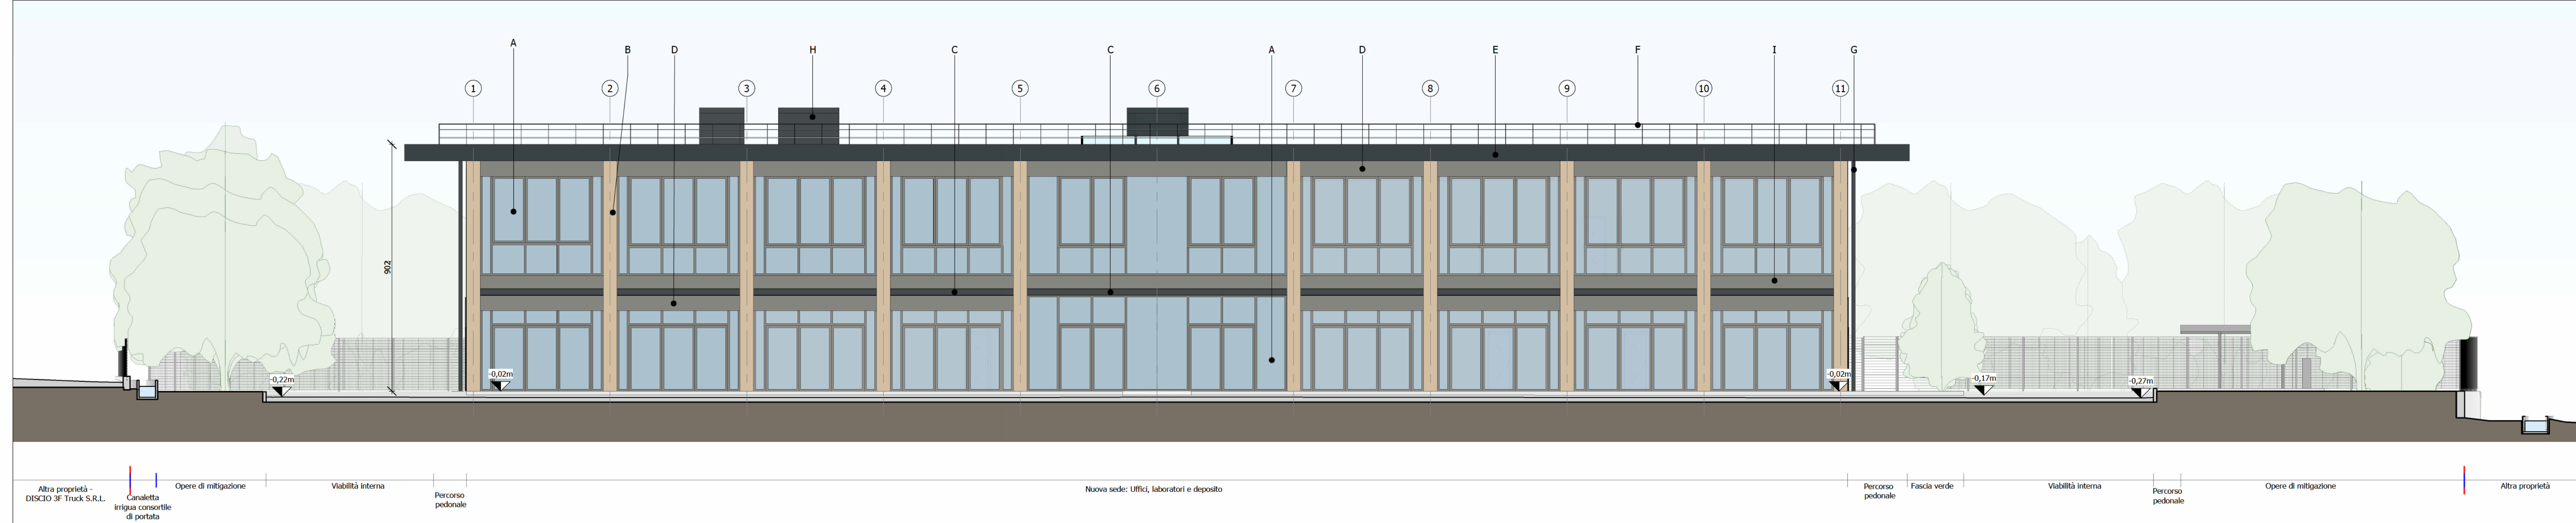 A
B
D
H
C
C
A
D
E
F
I
G
1
2
3
4
5
6
7
8
9
10
11
902
-0,22m
-0,02m
-0,02m
-0,17m
-0,27m
Altra proprietà -
DISCIO 3F Truck S.R.L.
Canaletta
irrigua consortile
di portata
Opere di mitigazione
Viabilità interna
Percorso
pedonale
Nuova sede: Uffici, laboratori e deposito
Percorso
pedonale
Fascia verde
Viabilità interna
Percorso
pedonale
Opere di mitigazione
Altra proprietà